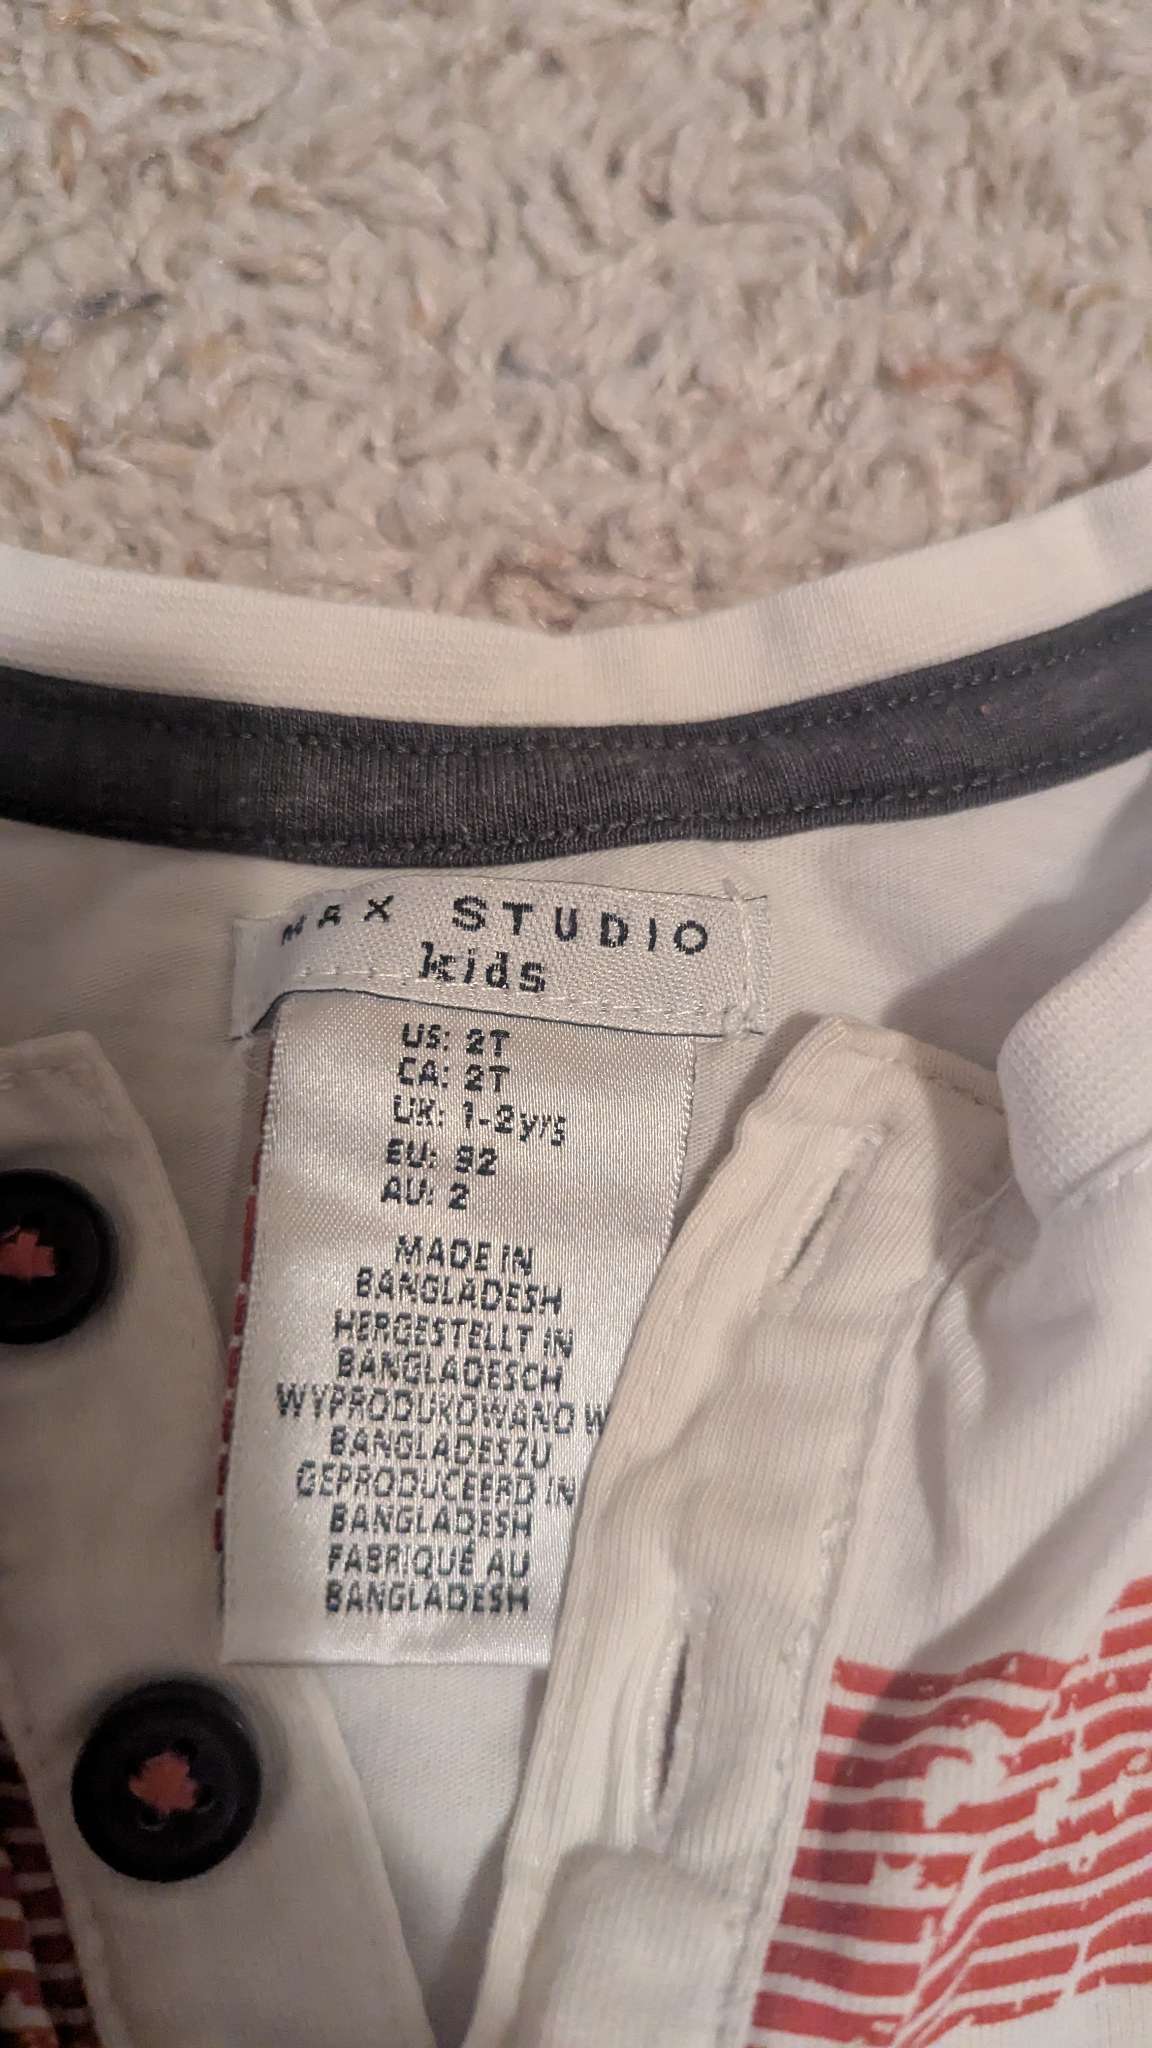 MAX STUDIO
kids
US: 2T
CA: 2T
UK: 1-2yrs
EU: 92
AU: 2
MADE IN
BANGLADESH
HERGESTELLT IN
BANGLADESCH
WYPRODUKOWANO W
BANGLADESZU
GEPRODUCEERD IN
BANGLADESH
FABRIQUÉ AU
BANGLADESH